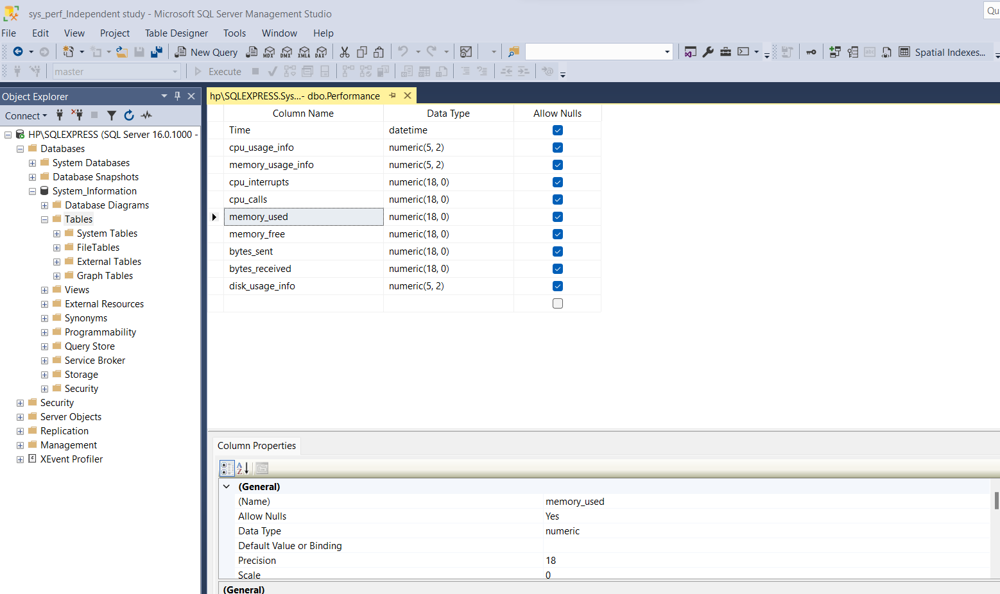 sys_perf_Independent study - Microsoft SQL Server Management Studio
Qu
File Edit View Project Table Designer Tools Window Help
New Query MDX DMX XMLA DAX Spatial Indexes...
master Execute
Object Explorer
hp\SQLEXPRESS.Sys...- dbo.Performance
Connect
HP\SQLEXPRESS (SQL Server 16.0.1000 -
Databases
System Databases
Database Snapshots
System_Information
Database Diagrams
Tables
System Tables
FileTables
External Tables
Graph Tables
Views
External Resources
Synonyms
Programmability
Query Store
Service Broker
Storage
Security
Security
Server Objects
Replication
Management
XEvent Profiler
Column Name Data Type Allow Nulls
Time datetime
cpu_usage_info numeric(5, 2)
memory_usage_info numeric(5, 2)
cpu_interrupts numeric(18, 0)
cpu_calls numeric(18, 0)
memory_used numeric(18, 0)
memory_free numeric(18, 0)
bytes_sent numeric(18, 0)
bytes_received numeric(18, 0)
disk_usage_info numeric(5, 2)
Column Properties
A
Z
(General)
(Name) memory_used
Allow Nulls Yes
Data Type numeric
Default Value or Binding
Precision 18
Scale 0
(General)